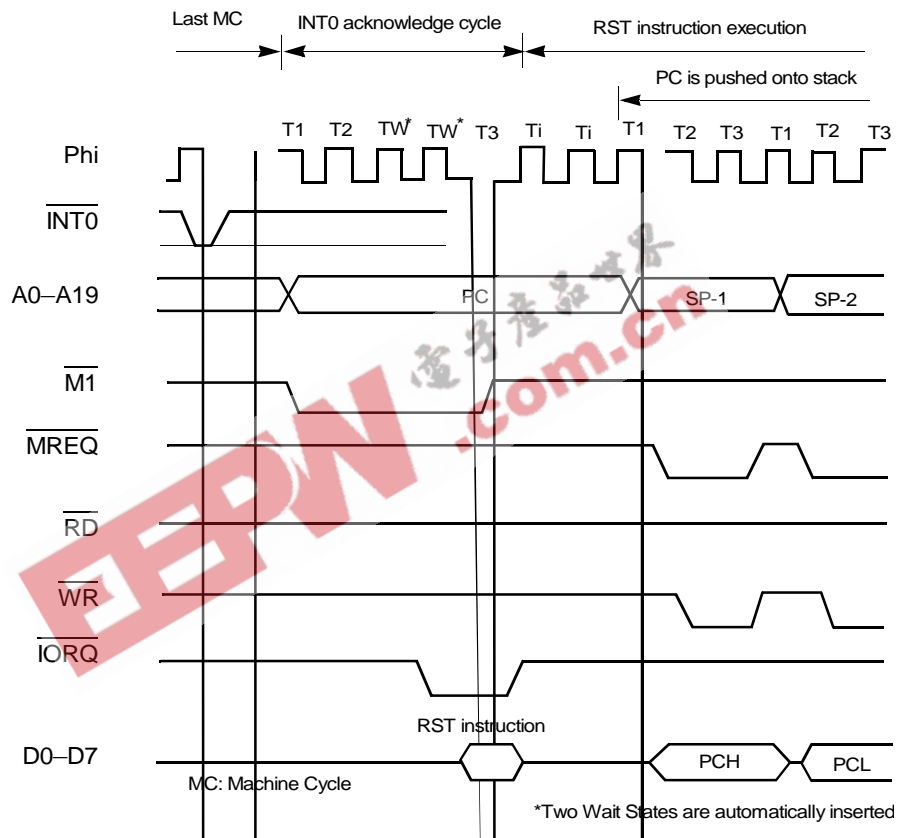 Last MC
INT0 acknowledge cycle
RST instruction execution
PC is pushed onto stack
T1 T2 TW* TW* T3 Ti Ti T1 T2 T3 T1 T2 T3
Phi
INT0
A0–A19
PC
SP-1
SP-2
M1
MREQ
RD
WR
IORQ
RST instruction
D0–D7
PCH
PCL
MC: Machine Cycle
*Two Wait States are automatically inserted
EEPW.com.cn
電子產品世界